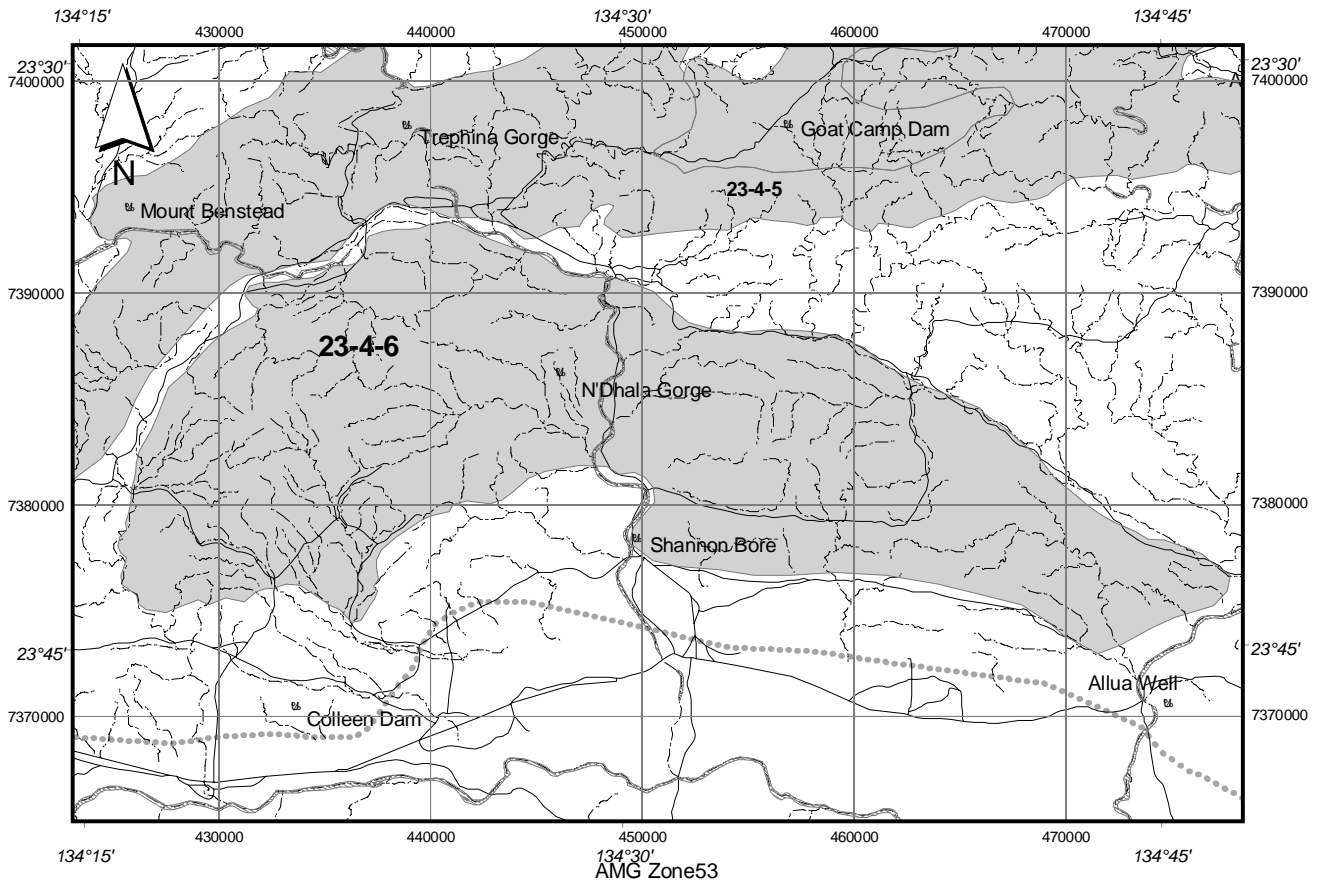 134°15' 134°30' 134°45'
430000 440000 450000 460000 470000
23°30' 23°30'
7400000 7400000
Trephina Gorge Goat Camp Dam
N
23-4-5
Mount Benstead
7390000 7390000
23-4-6
N'Dhala Gorge
7380000 7380000
Shannon Bore
23°45' 23°45'
Allua Well
7370000 7370000
Colleen Dam
430000 440000 450000 460000 470000
134°15' 134°30' 134°45'
AMG Zone53